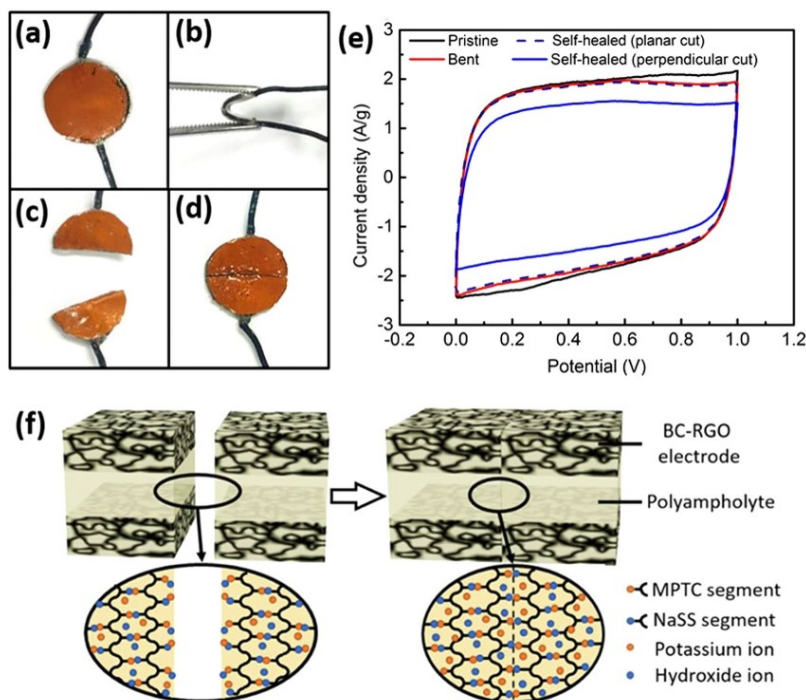 (a)
(b)
(c)
(d)
(e)
Pristine
Self-healed (planar cut)
Bent
Self-healed (perpendicular cut)
Current density (A/g)
3
2
1
0
-1
-2
-3
-0.2 0.0 0.2 0.4 0.6 0.8 1.0 1.2
Potential (V)
(f)
BC-RGO
electrode
Polyampholyte
MPTC segment
NaSS segment
Potassium ion
Hydroxide ion